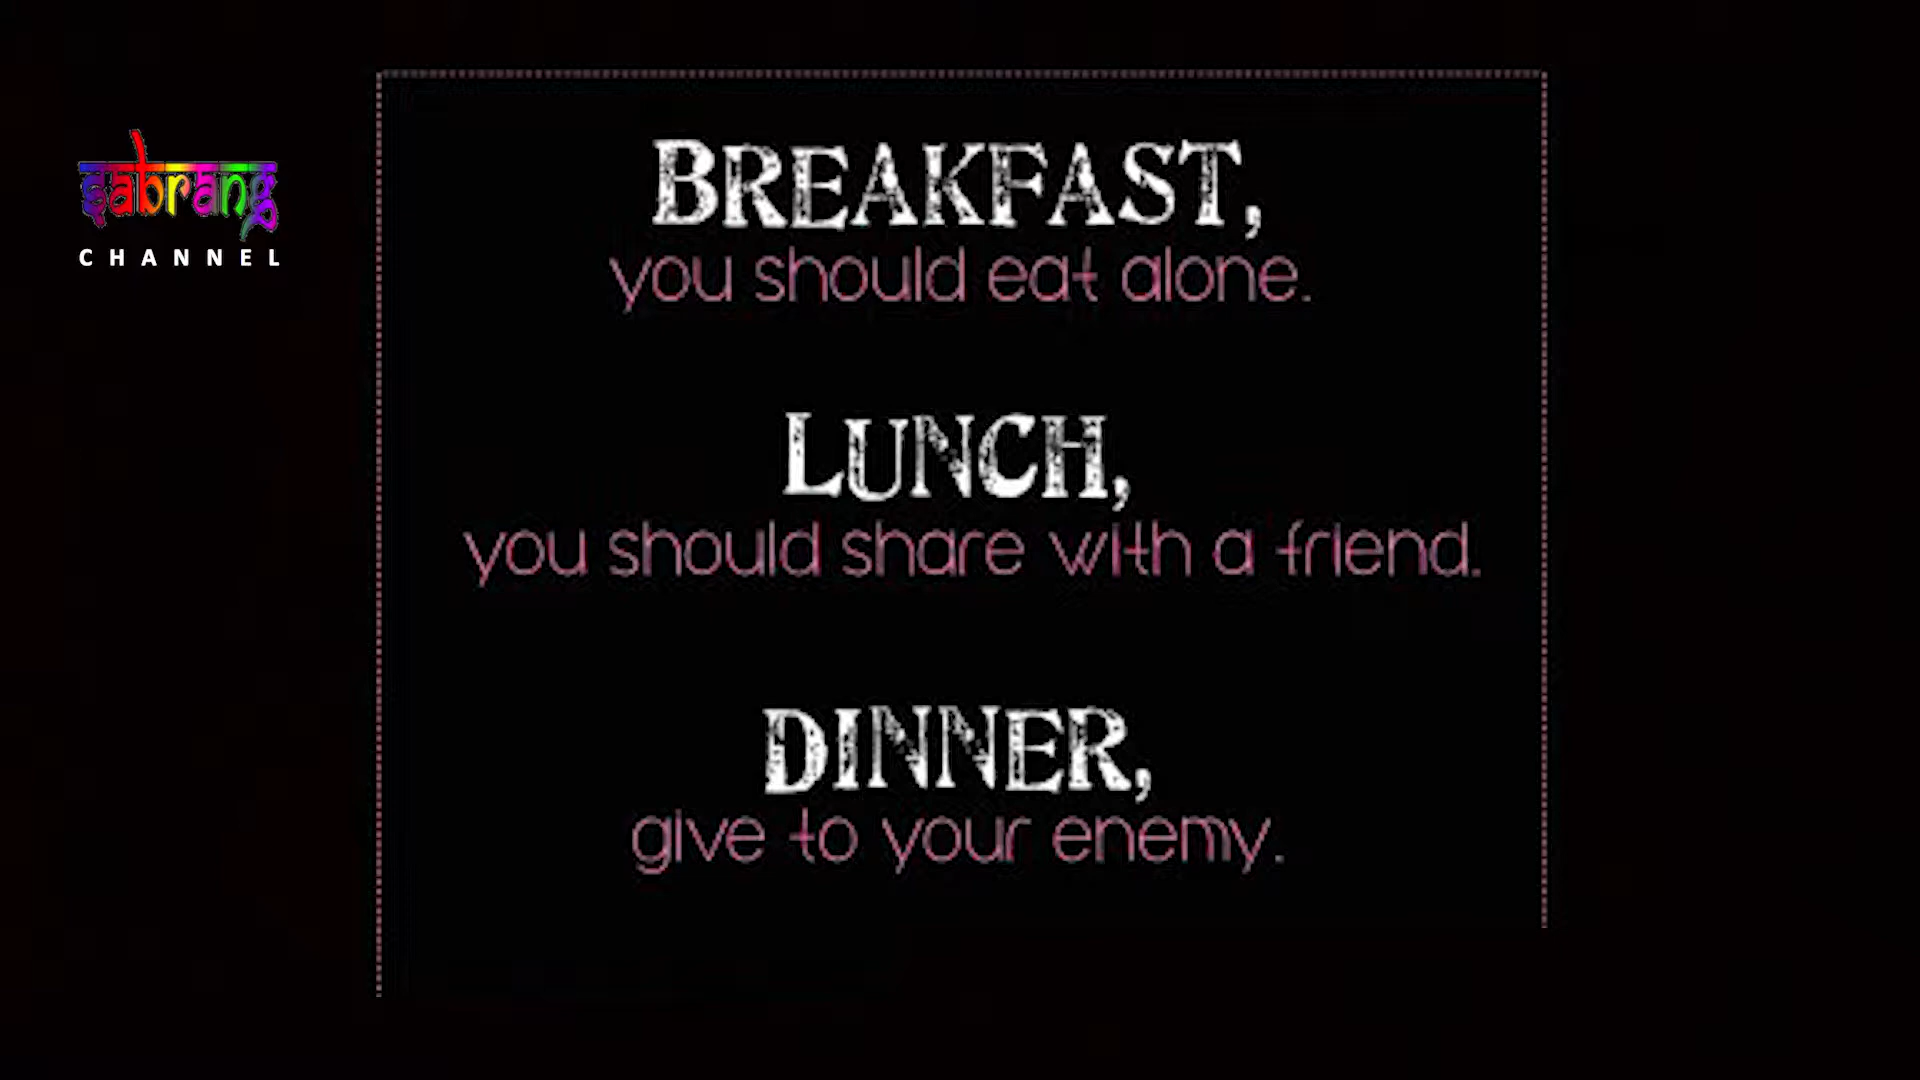 sabrang
CHANNEL
BREAKFAST,
you should eat alone.
LUNCH,
you should share with a friend.
DINNER,
give to your enemy.